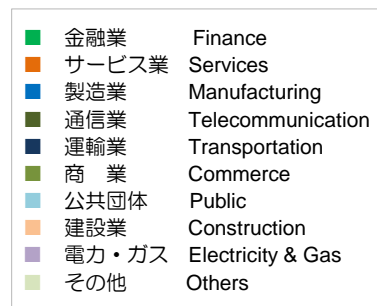 金融業 Finance
サービス業 Services
製造業 Manufacturing
通信業 Telecommunication
運輸業 Transportation
商　業 Commerce
公共団体 Public
建設業 Construction
電力・ガス Electricity & Gas
その他 Others